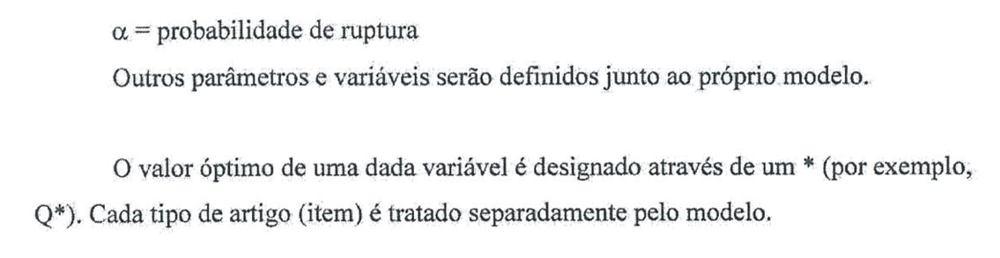 α = probabilidade de ruptura
Outros parâmetros e variáveis serão definidos junto ao próprio modelo.
O valor óptimo de uma dada variável é designado através de um * (por exemplo,
Q*). Cada tipo de artigo (item) é tratado separadamente pelo modelo.